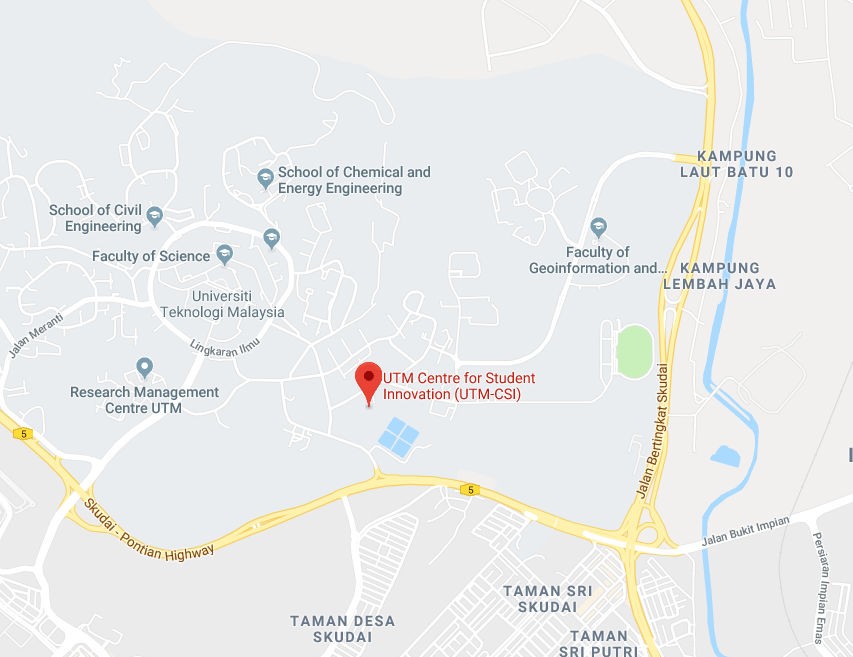 KAMPUNG
LAUT BATU 10
School of Chemical and
Energy Engineering
School of Civil
Engineering
Faculty of Science
Faculty of
Geoinformation and...
KAMPUNG
LEMBAH JAYA
Universiti
Teknologi Malaysia
Jalan Meranti
Lingkaran Ilmu
UTM Centre for Student
Innovation (UTM-CSI)
Research Management
Centre UTM
Jalan Bertingkat Skudai
5
5
Skudai - Pontian Highway
Jalan Bukit Impian
Persiaran Impian Emas
TAMAN SRI
SKUDAI
TAMAN DESA
SKUDAI
TAMAN
SRI PUTRI